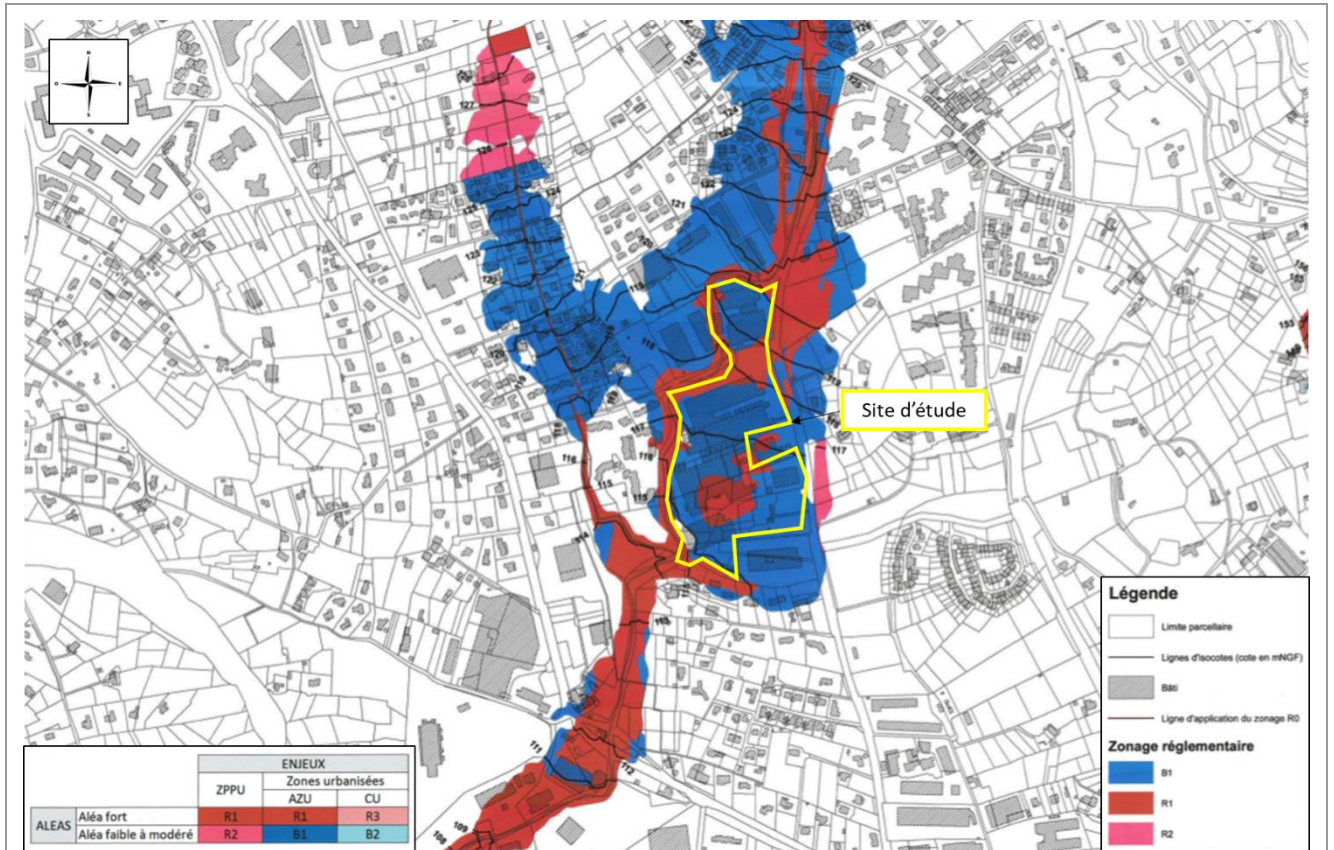 N
O
E
S
127
126
124
123
122
121
120
119
118
117
116
115
114
113
112
111
109
108
153
Site d'étude
Légende
Limite parcellaire
Lignes d'Isocotes (cote en mNGF)
Bâti
Ligne d'application du zonage R0
Zonage réglementaire
B1
R1
R2
ENJEUX
ZPPU
Zones urbanisées
AZU
CU
ALEAS
Aléa fort
R1
R1
R3
Aléa faible à modéré
R2
B1
B2